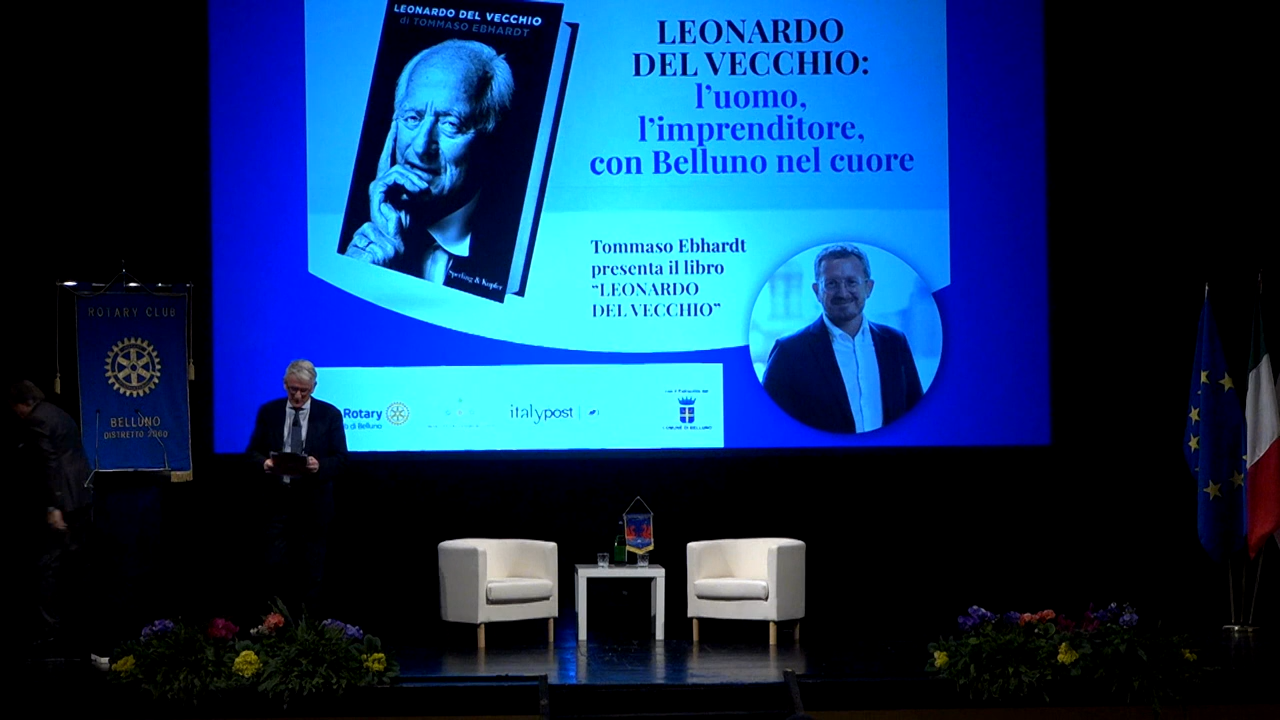 LEONARDO DEL VECCHIO
di TOMMASO EBHARDT
Sperling & Kupfer
LEONARDO
DEL VECCHIO:
l'uomo,
l'imprenditore,
con Belluno nel cuore
Tommaso Ebhardt
presenta il libro
"LEONARDO
DEL VECCHIO"
ROTARY CLUB
BELLUNO
DISTRETTO 2060
Rotary
b di Belluno
italypost
COMUNE DI BELLUNO